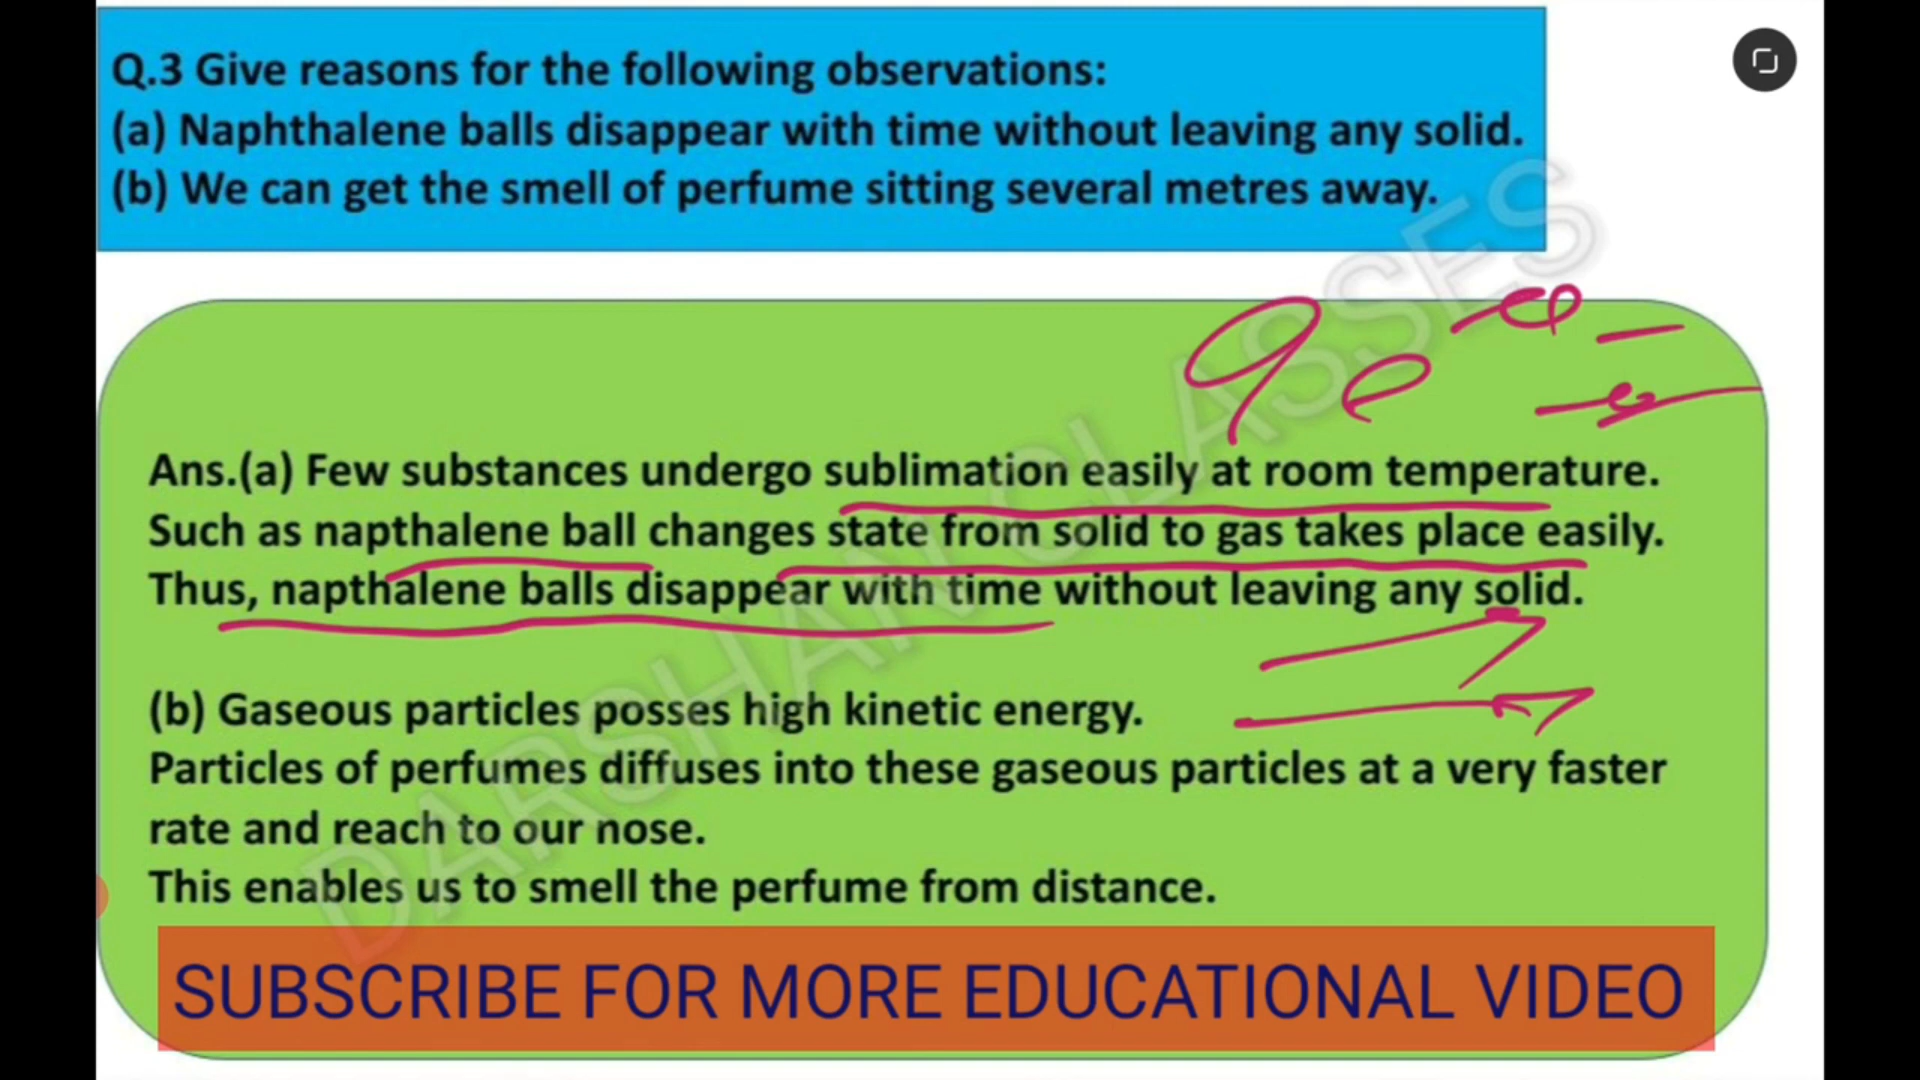 Q.3 Give reasons for the following observations:
(a) Naphthalene balls disappear with time without leaving any solid.
(b) We can get the smell of perfume sitting several metres away.
Ans.(a) Few substances undergo sublimation easily at room temperature.
Such as napthalene ball changes state from solid to gas takes place easily.
Thus, napthalene balls disappear with time without leaving any solid.
(b) Gaseous particles posses high kinetic energy.
Particles of perfumes diffuses into these gaseous particles at a very faster
rate and reach to our nose.
This enables us to smell the perfume from distance.
DARSHAN CLASSES
SUBSCRIBE FOR MORE EDUCATIONAL VIDEO